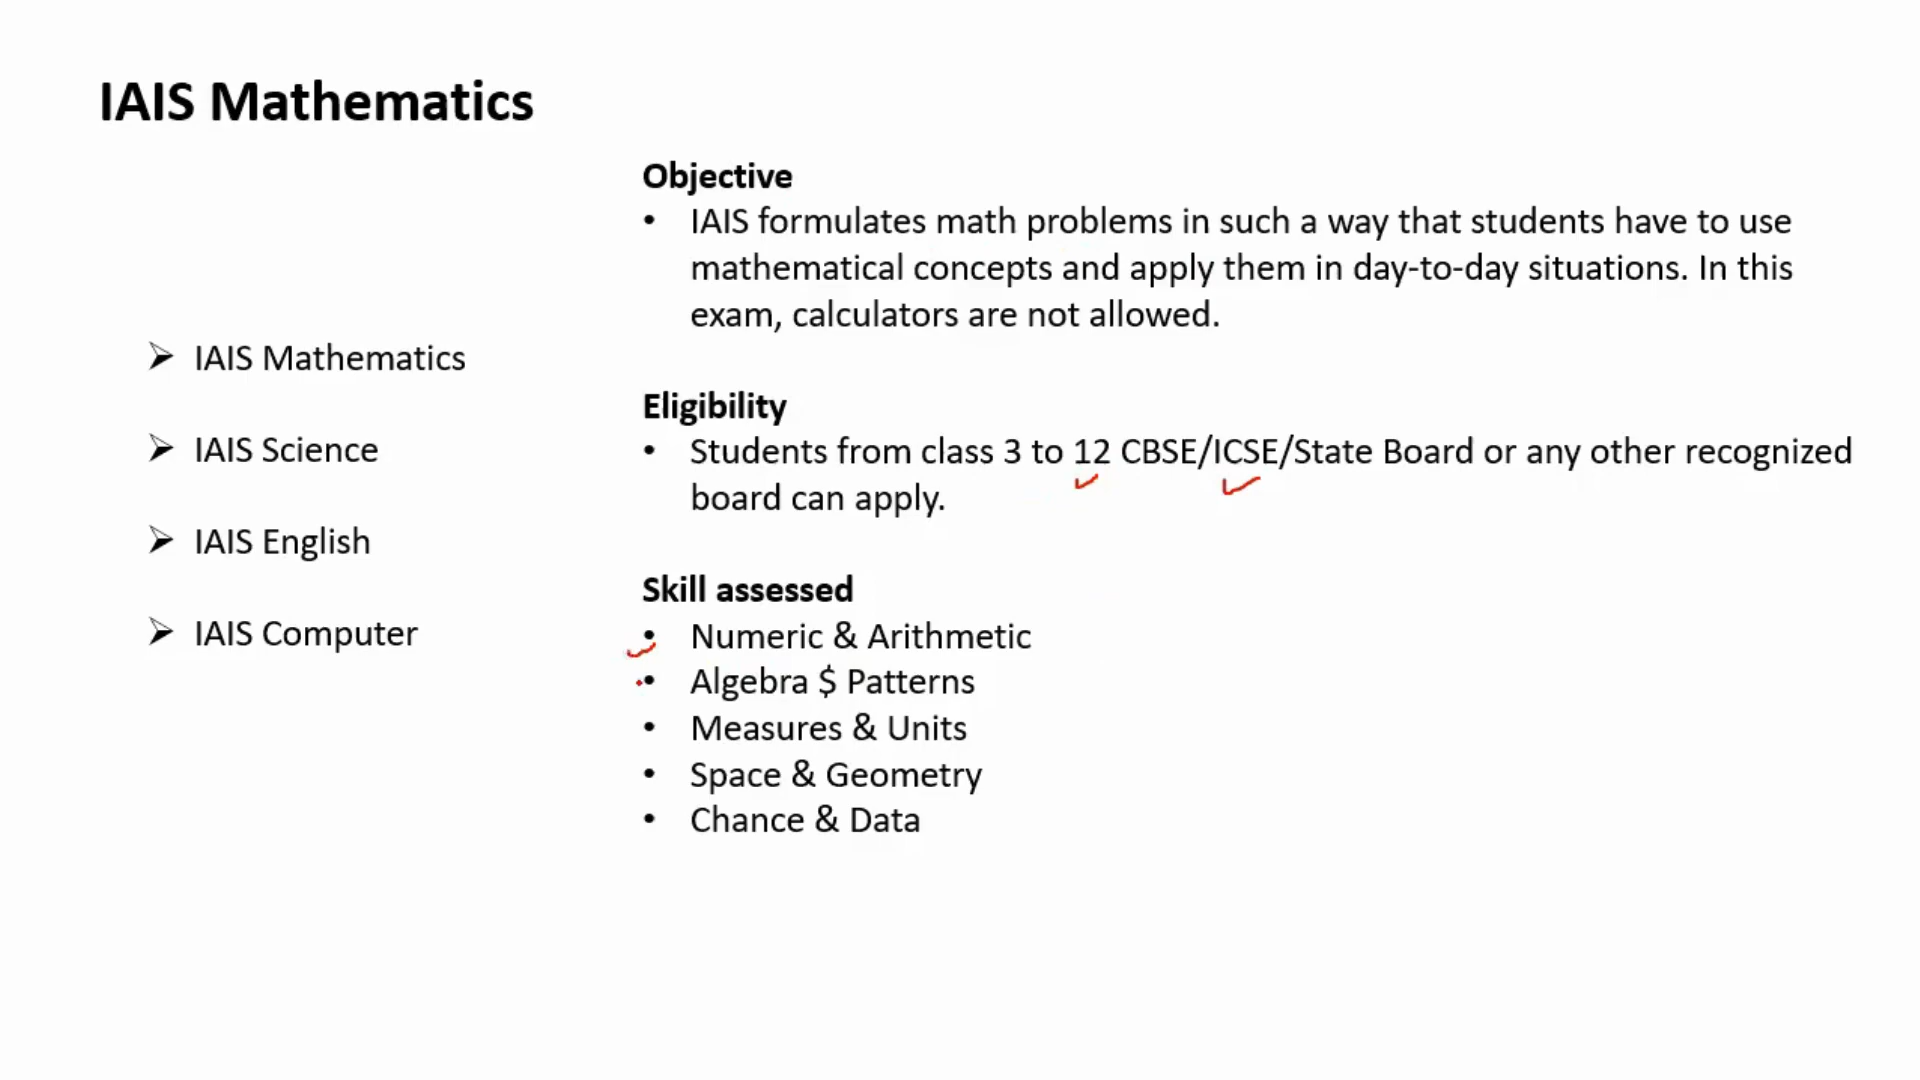 IAIS Mathematics
➢ IAIS Mathematics
➢ IAIS Science
➢ IAIS English
➢ IAIS Computer
Objective
• IAIS formulates math problems in such a way that students have to use
mathematical concepts and apply them in day-to-day situations. In this
exam, calculators are not allowed.
Eligibility
• Students from class 3 to 12 CBSE/ICSE/State Board or any other recognized
board can apply.
Skill assessed
• Numeric & Arithmetic
• Algebra $ Patterns
• Measures & Units
• Space & Geometry
• Chance & Data